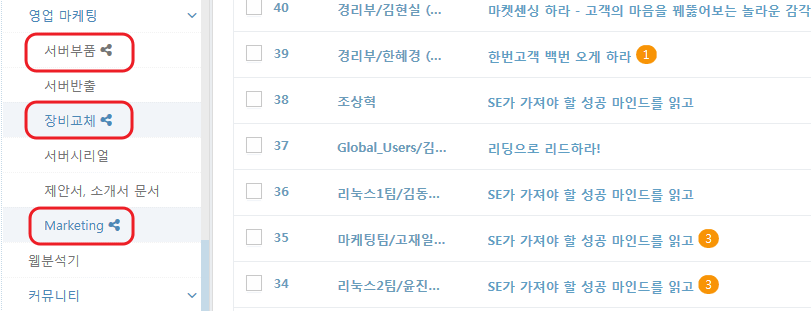 영업 마케팅
서버부품
서버반출
장비교체
서버시리얼
제안서, 소개서 문서
Marketing
웹분석기
커뮤니티
40 경리부/김현실 (... 마켓센싱 하라 - 고객의 마음을 꿰뚫어보는 놀라운 감각
39 경리부/한혜경 (... 한번고객 백번 오게 하라 1
38 조상혁 SE가 가져야 할 성공 마인드를 읽고
37 Global_Users/김... 리딩으로 리드하라!
36 리눅스1팀/김동... SE가 가져야 할 성공 마인드를 읽고
35 마케팅팀/고재일... SE가 가져야 할 성공 마인드를 읽고 3
34 리눅스2팀/윤진... SE가 가져야 할 성공 마인드를 읽고 3